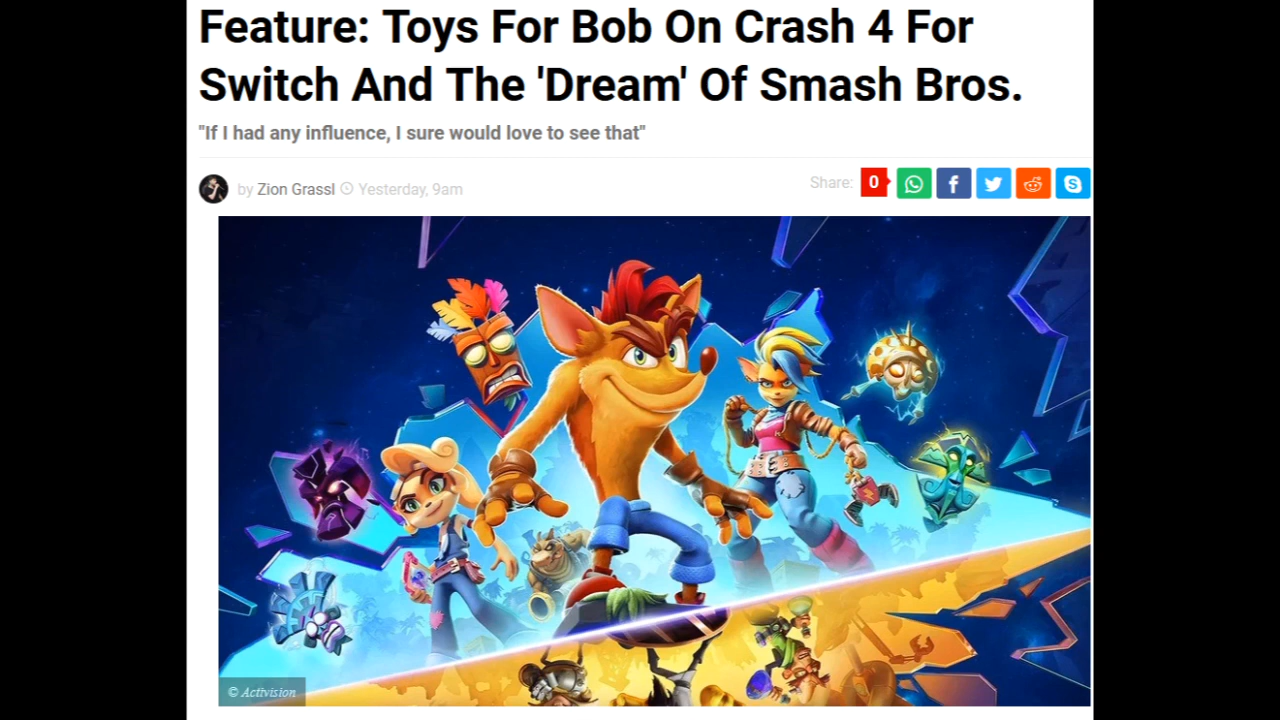 Feature: Toys For Bob On Crash 4 For
Switch And The 'Dream' Of Smash Bros.
"If I had any influence, I sure would love to see that"
by Zion Grassl Yesterday, 9am
Share: 0
© Activision